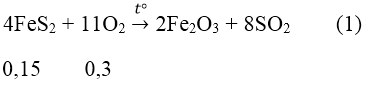 4FeS₂ + 11O₂ →(t°) 2Fe₂O₃ + 8SO₂ (1)
0,15 0,3